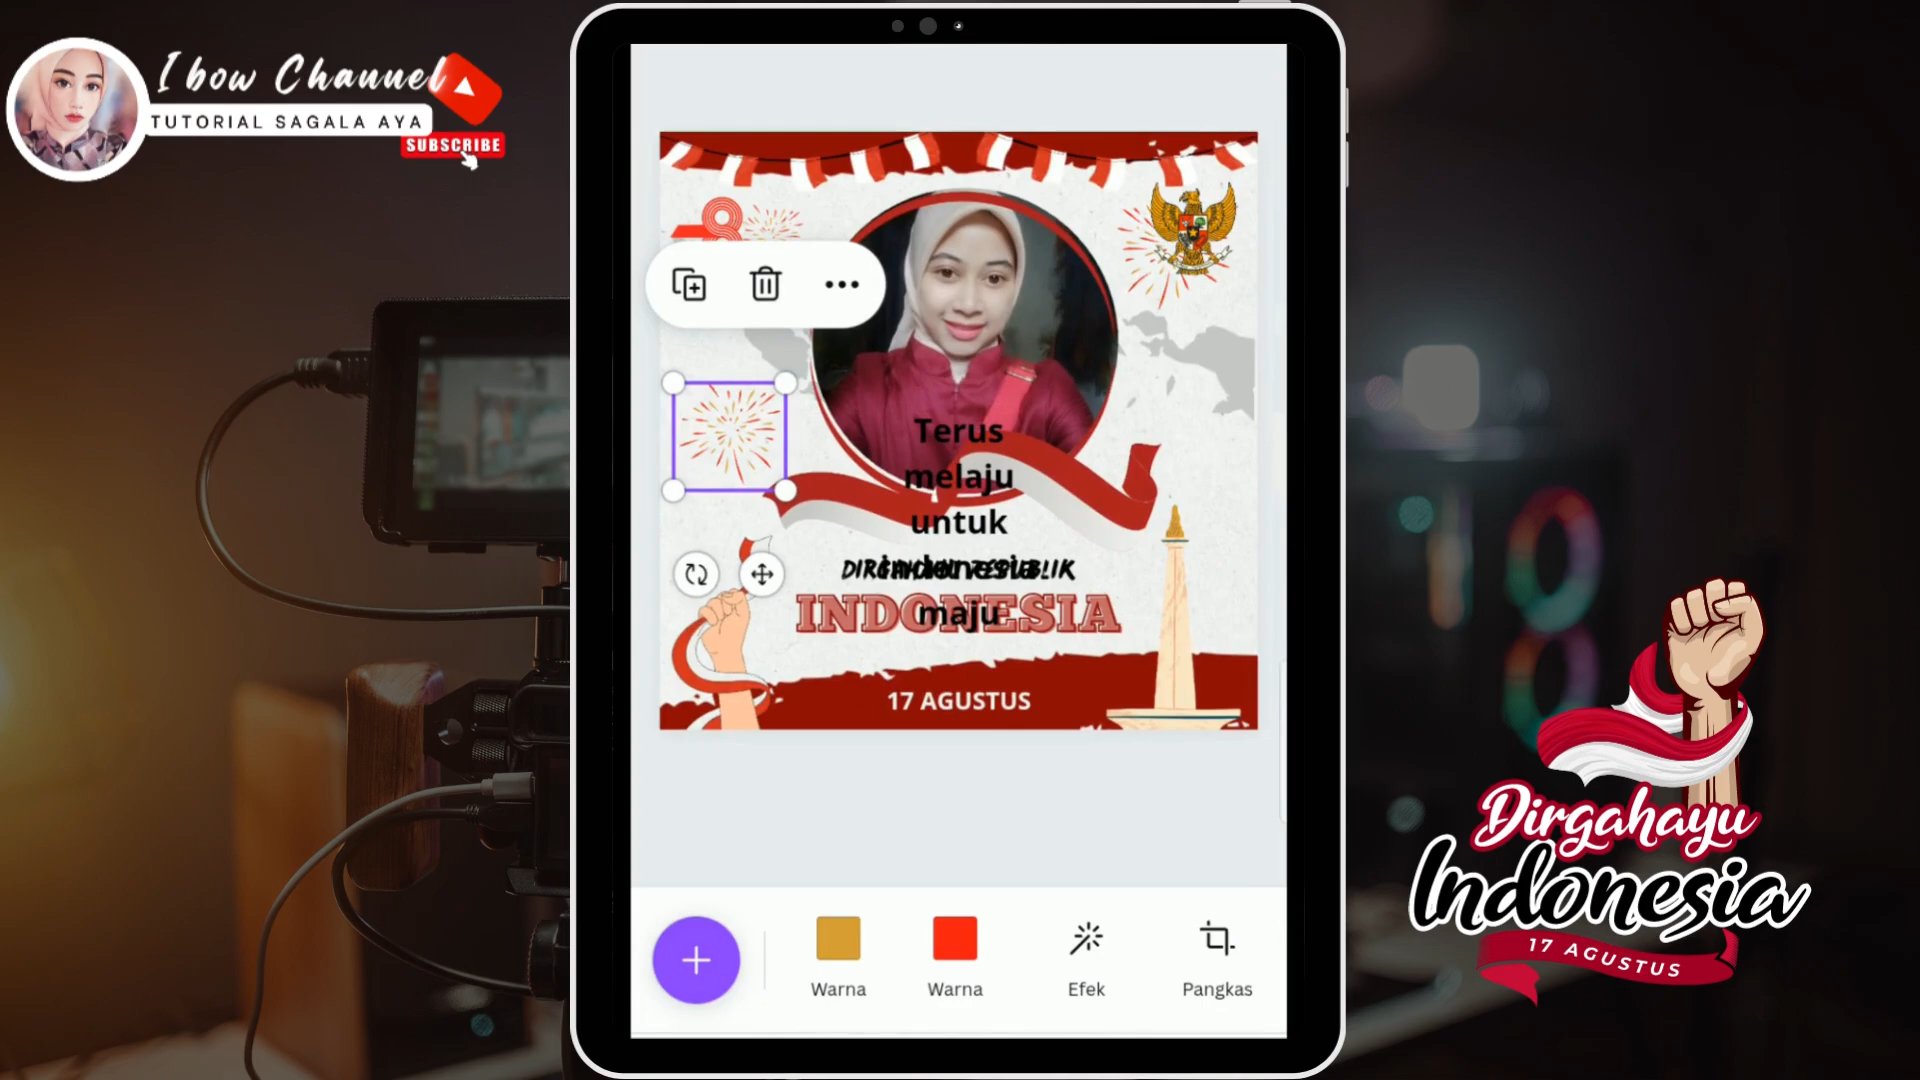 I bow Channel
TUTORIAL SAGALA AYA
SUBSCRIBE
Terus
melaju
untuk
Indonesia
maju
INDONESIA
17 AGUSTUS
Warna
Warna
Efek
Pangkas
Dirgahayu
Indonesia
17 AGUSTUS